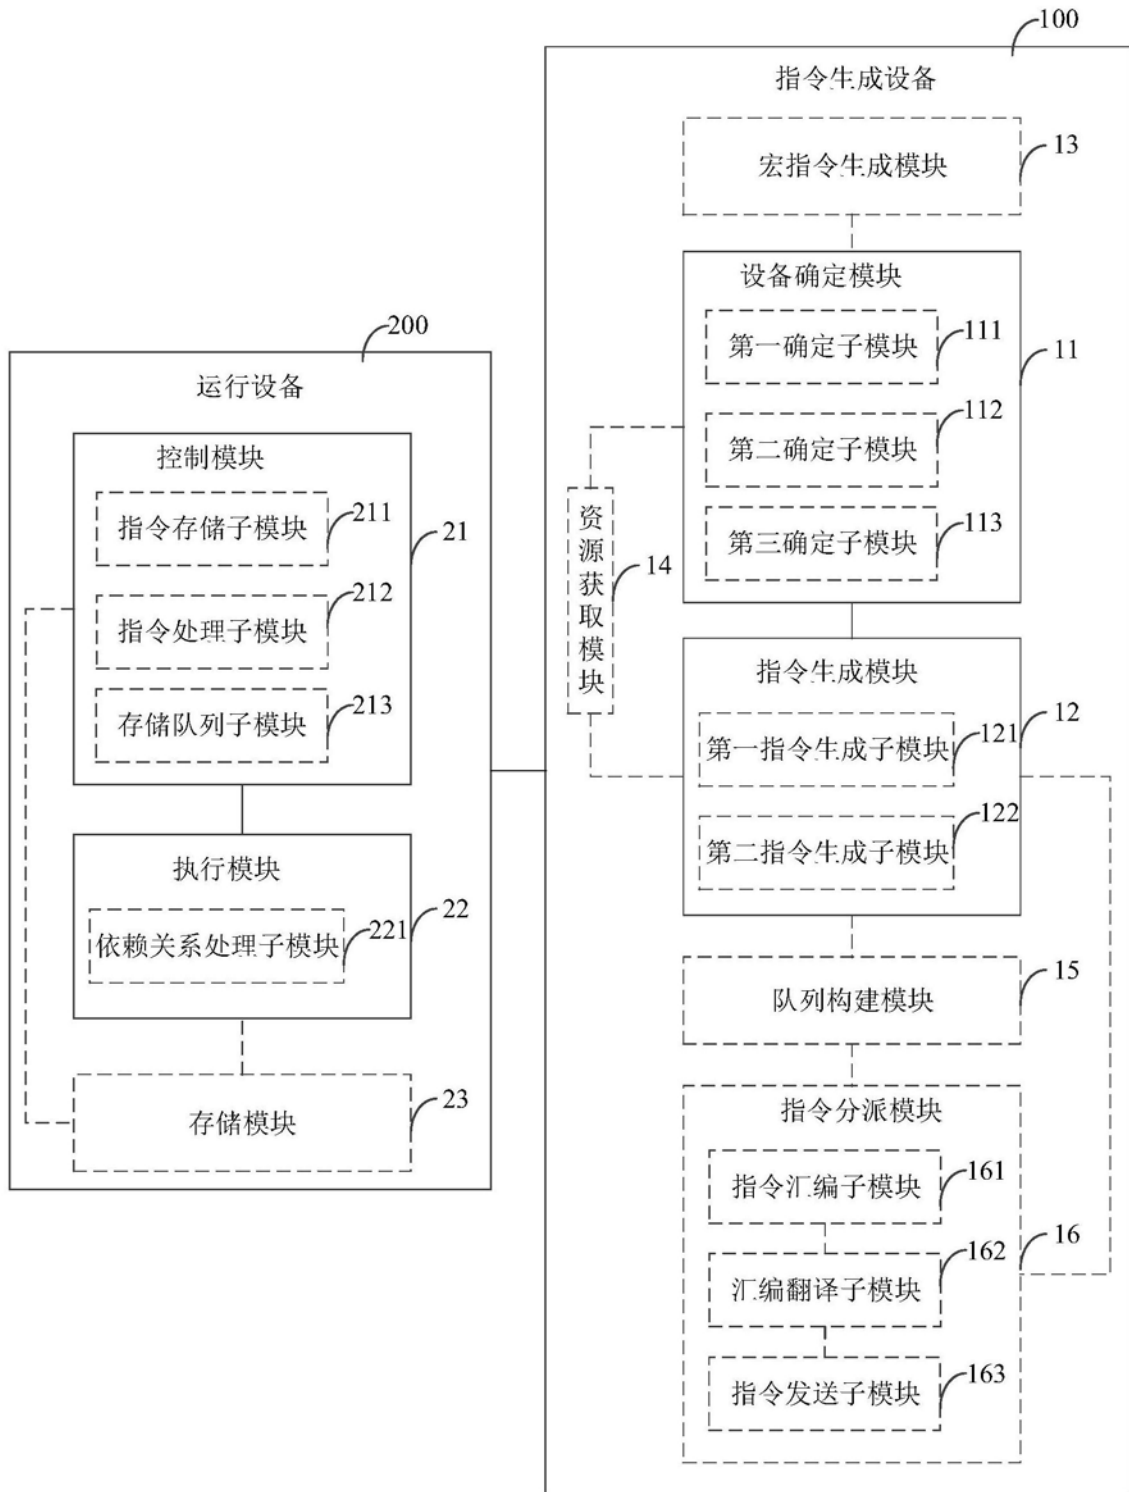 100
指令生成设备
13
宏指令生成模块
设备确定模块
111
第一确定子模块
11
112
第二确定子模块
113
第三确定子模块
资源获取模块
14
指令生成模块
12
121
第一指令生成子模块
122
第二指令生成子模块
15
队列构建模块
指令分派模块
161
指令汇编子模块
16
162
汇编翻译子模块
163
指令发送子模块
200
运行设备
控制模块
211
指令存储子模块
21
212
指令处理子模块
213
存储队列子模块
执行模块
22
221
依赖关系处理子模块
23
存储模块